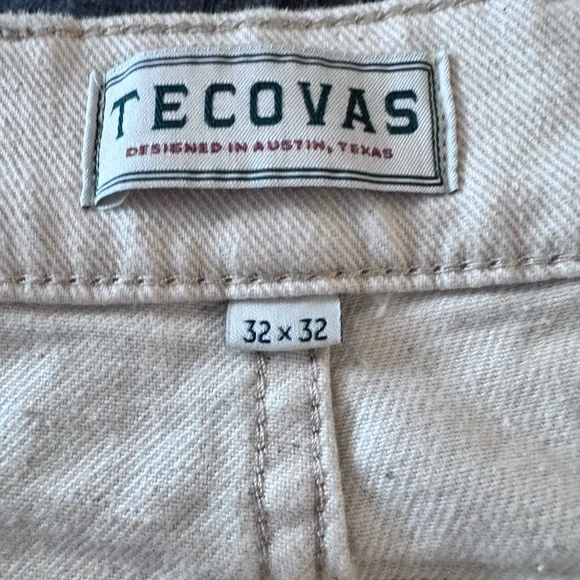 TECOVAS
DESIGNED IN AUSTIN, TEXAS
32 x 32